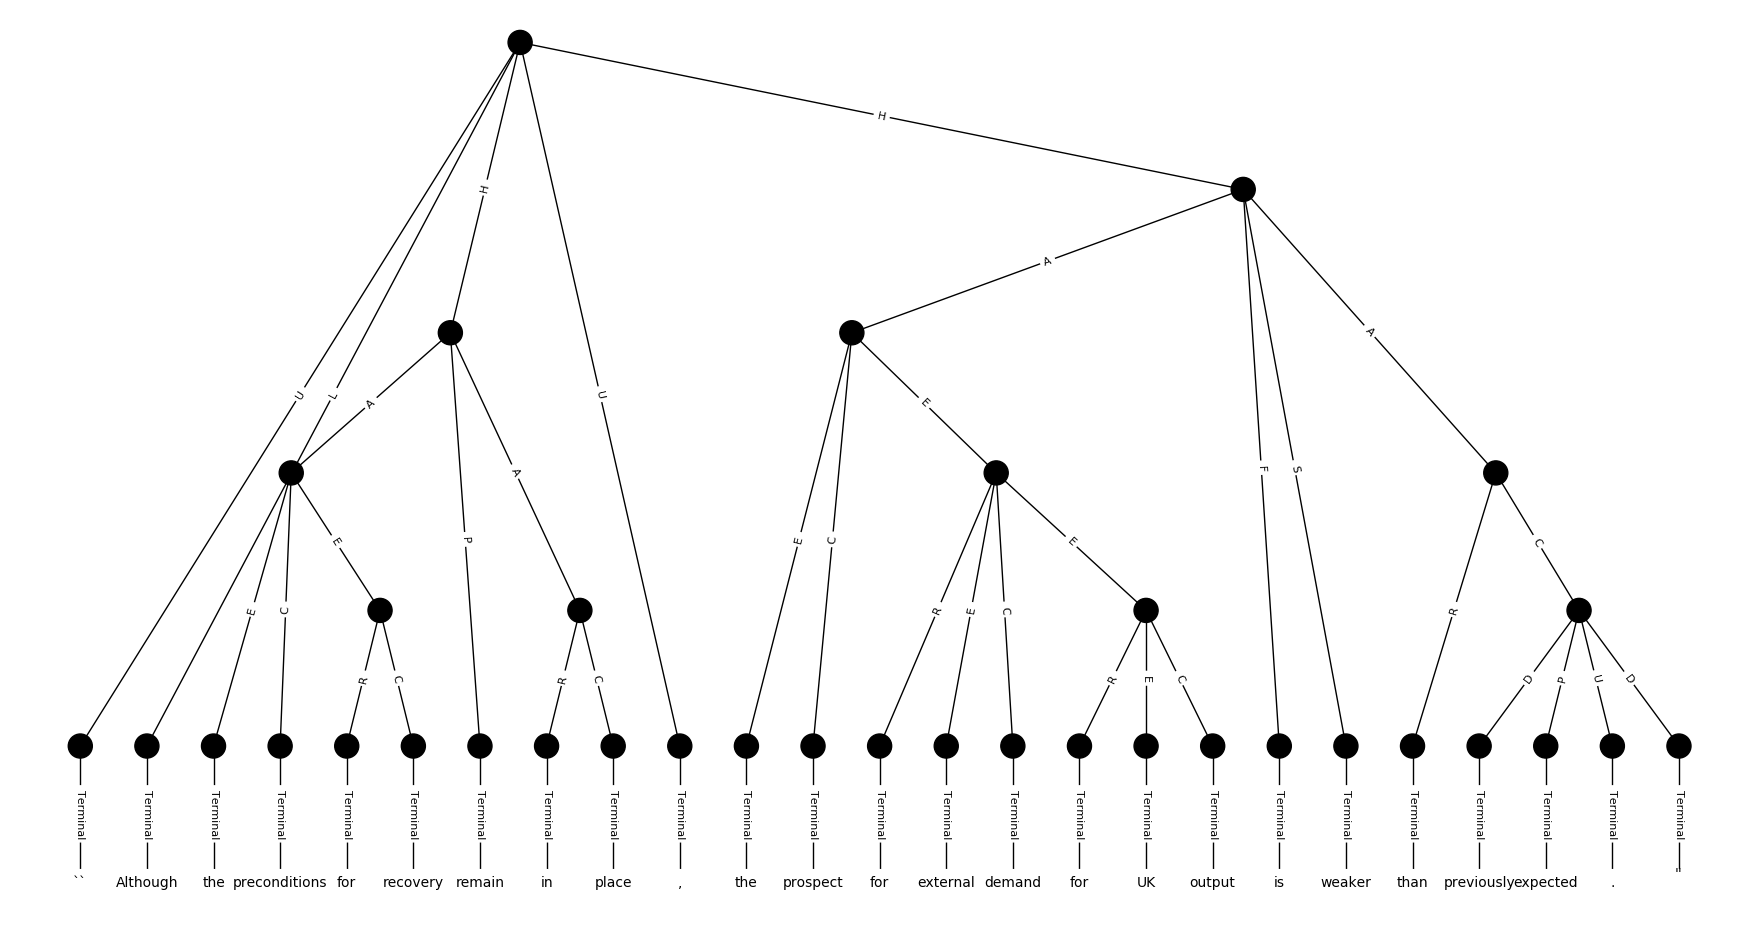 H
H
A
U
L
A
U
A
E
A
F
S
E
P
E
C
E
C
E
C
R
E
C
R
R
C
R
C
R
E
C
D
P
U
D
Terminal Terminal Terminal Terminal Terminal Terminal Terminal Terminal Terminal Terminal Terminal Terminal Terminal Terminal Terminal Terminal Terminal Terminal Terminal Terminal Terminal Terminal Terminal Terminal Terminal
`` Although the preconditions for recovery remain in place , the prospect for external demand for UK output is weaker than previously expected . "